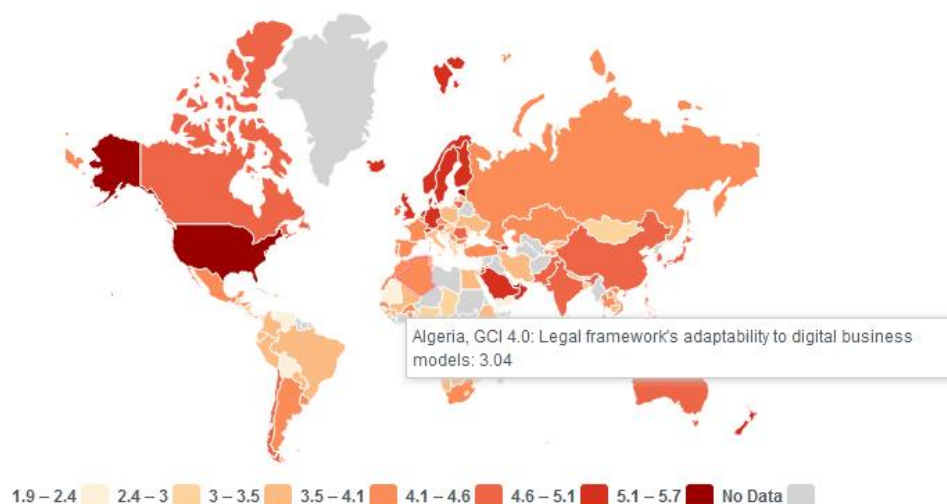 Algeria, GCI 4.0: Legal framework's adaptability to digital business
models: 3.04
1.9 – 2.4 2.4 – 3 3 – 3.5 3.5 – 4.1 4.1 – 4.6 4.6 – 5.1 5.1 – 5.7 No Data